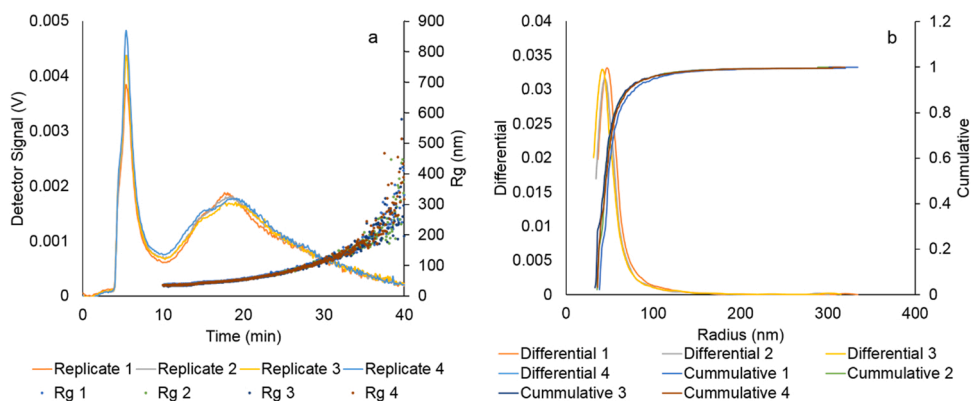 a
0.005
0.004
0.003
0.002
0.001
0
Detector Signal (V)
900
800
700
600
500
400
300
200
100
0
Rg (nm)
0 10 20 30 40
Time (min)
Replicate 1 Replicate 2 Replicate 3 Replicate 4
Rg 1 Rg 2 Rg 3 Rg 4
b
0.04
0.035
0.03
0.025
0.02
0.015
0.01
0.005
0
Differential
1.2
1
0.8
0.6
0.4
0.2
0
Cumulative
0 100 200 300 400
Radius (nm)
Differential 1 Differential 2 Differential 3
Differential 4 Cummulative 1 Cummulative 2
Cummulative 3 Cummulative 4